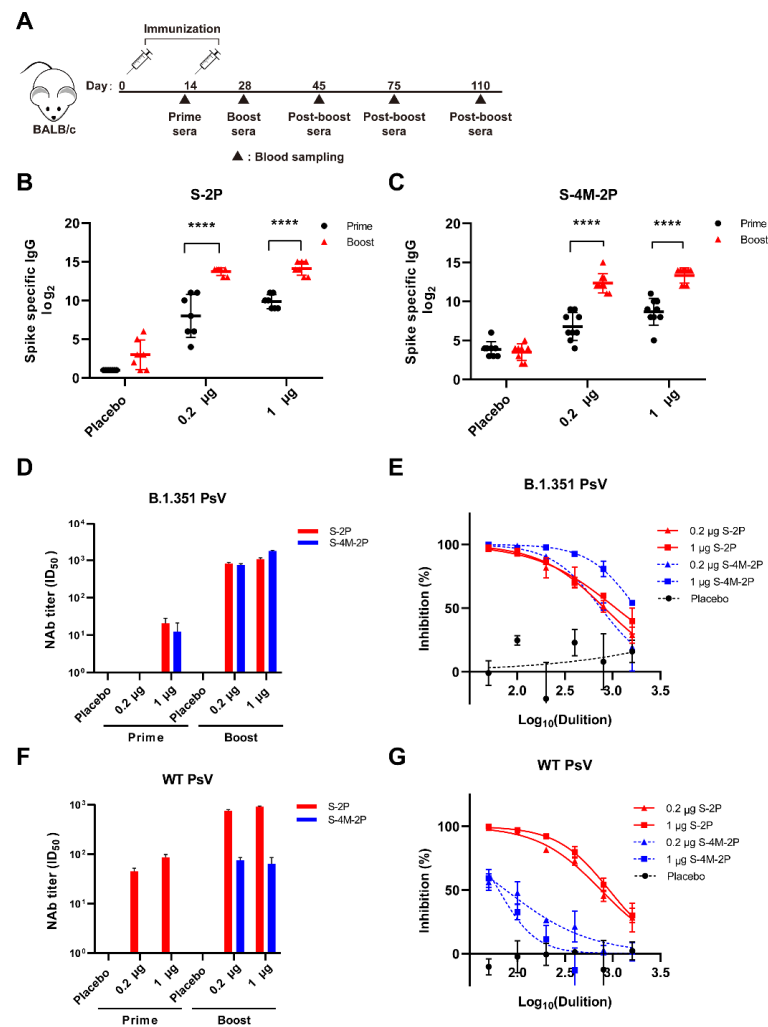 A
Immunization
Day: 0 14 28 45 75 110
BALB/c
Prime sera
Boost sera
Post-boost sera
Post-boost sera
Post-boost sera
▲ : Blood sampling
B
S-2P
Spike specific IgG
log2
20
15
10
5
0
****
****
Prime
Boost
Placebo
0.2 µg
1 µg
C
S-4M-2P
Spike specific IgG
log2
20
15
10
5
0
****
****
Prime
Boost
Placebo
0.2 µg
1 µg
D
B.1.351 PsV
NAb titer (ID50)
10^4
10^3
10^2
10^1
10^0
S-2P
S-4M-2P
Placebo
0.2 µg
1 µg
Placebo
0.2 µg
1 µg
Prime
Boost
E
B.1.351 PsV
Inhibition (%)
100
50
0
2.0 2.5 3.0 3.5
Log10(Dulition)
0.2 µg S-2P
1 µg S-2P
0.2 µg S-4M-2P
1 µg S-4M-2P
Placebo
F
WT PsV
NAb titer (ID50)
10^3
10^2
10^1
10^0
S-2P
S-4M-2P
Placebo
0.2 µg
1 µg
Placebo
0.2 µg
1 µg
Prime
Boost
G
WT PsV
Inhibition (%)
100
50
0
2.0 2.5 3.0 3.5
Log10(Dulition)
0.2 µg S-2P
1 µg S-2P
0.2 µg S-4M-2P
1 µg S-4M-2P
Placebo